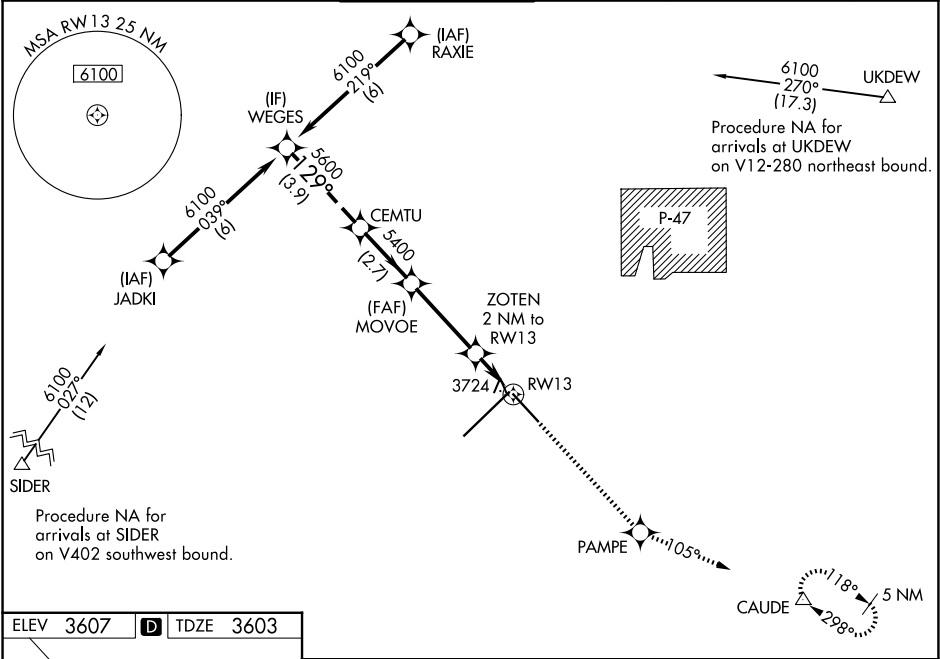 MSA RW13 25 NM
6100
(IAF)
RAXIE
6100
219°
(6)
(IF)
WEGES
6100
270°
(17.3)
UKDEW
Procedure NA for
arrivals at UKDEW
on V12-280 northeast bound.
5600
129°
(3.9)
6100
039°
(6)
P-47
CEMTU
5400
(2.7)
(IAF)
JADKI
(FAF)
MOVOE
ZOTEN
2 NM to
RW13
3724
RW13
6100
027°
(12)
SIDER
Procedure NA for
arrivals at SIDER
on V402 southwest bound.
PAMPE
105°
118°
5 NM
CAUDE
298°
ELEV 3607 D TDZE 3603